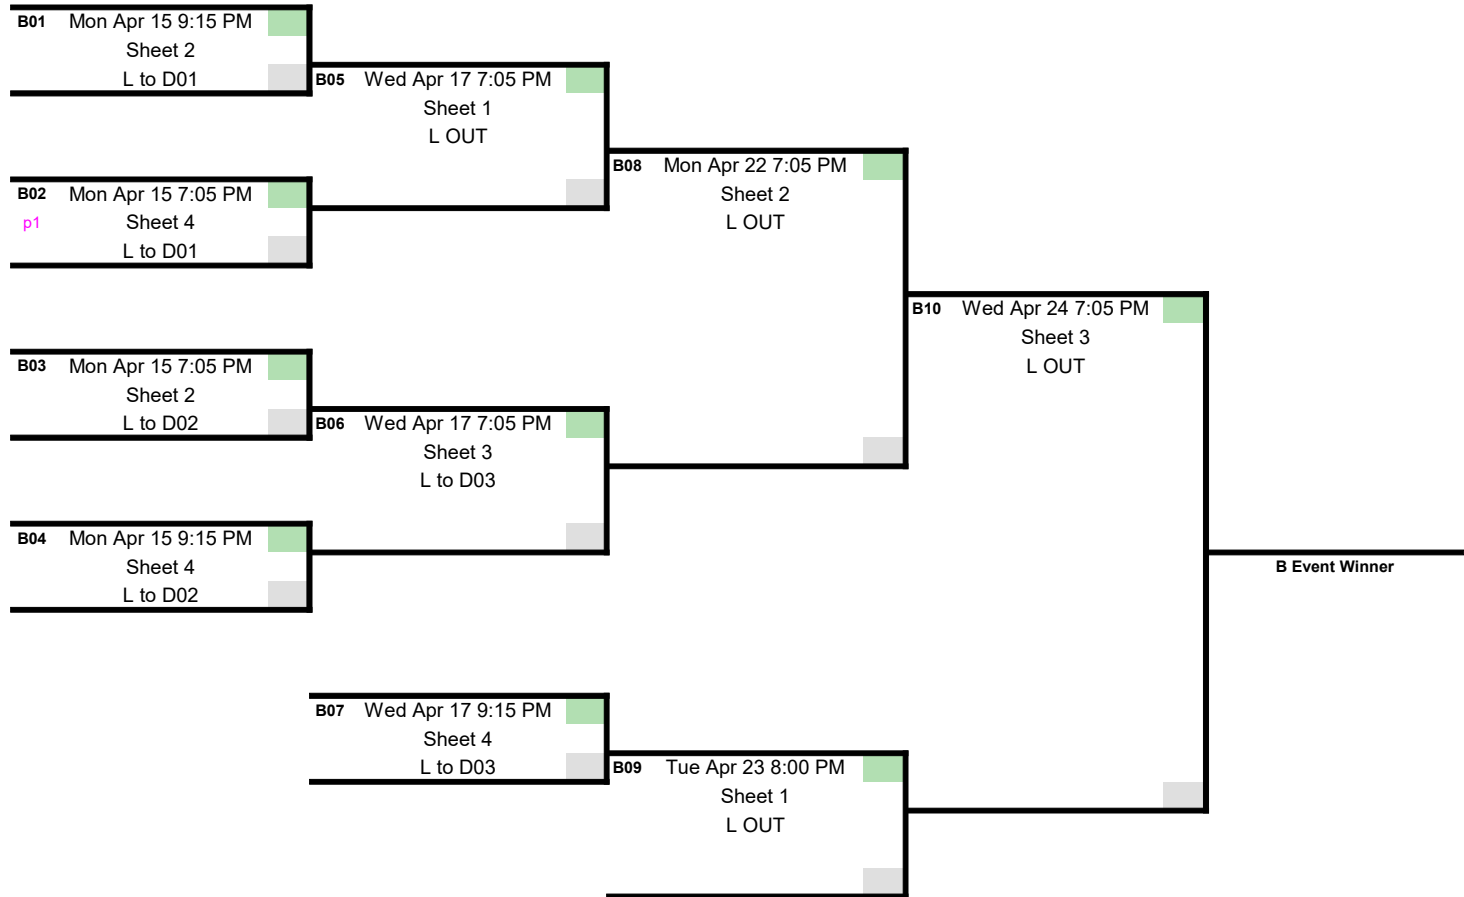 B01 Mon Apr 15 9:15 PM
Sheet 2
L to D01
B05 Wed Apr 17 7:05 PM
Sheet 1
L OUT
B08 Mon Apr 22 7:05 PM
Sheet 2
L OUT
B02 Mon Apr 15 7:05 PM
p1 Sheet 4
L to D01
B10 Wed Apr 24 7:05 PM
Sheet 3
L OUT
B03 Mon Apr 15 7:05 PM
Sheet 2
L to D02
B06 Wed Apr 17 7:05 PM
Sheet 3
L to D03
B04 Mon Apr 15 9:15 PM
Sheet 4
L to D02
B Event Winner
B07 Wed Apr 17 9:15 PM
Sheet 4
L to D03
B09 Tue Apr 23 8:00 PM
Sheet 1
L OUT